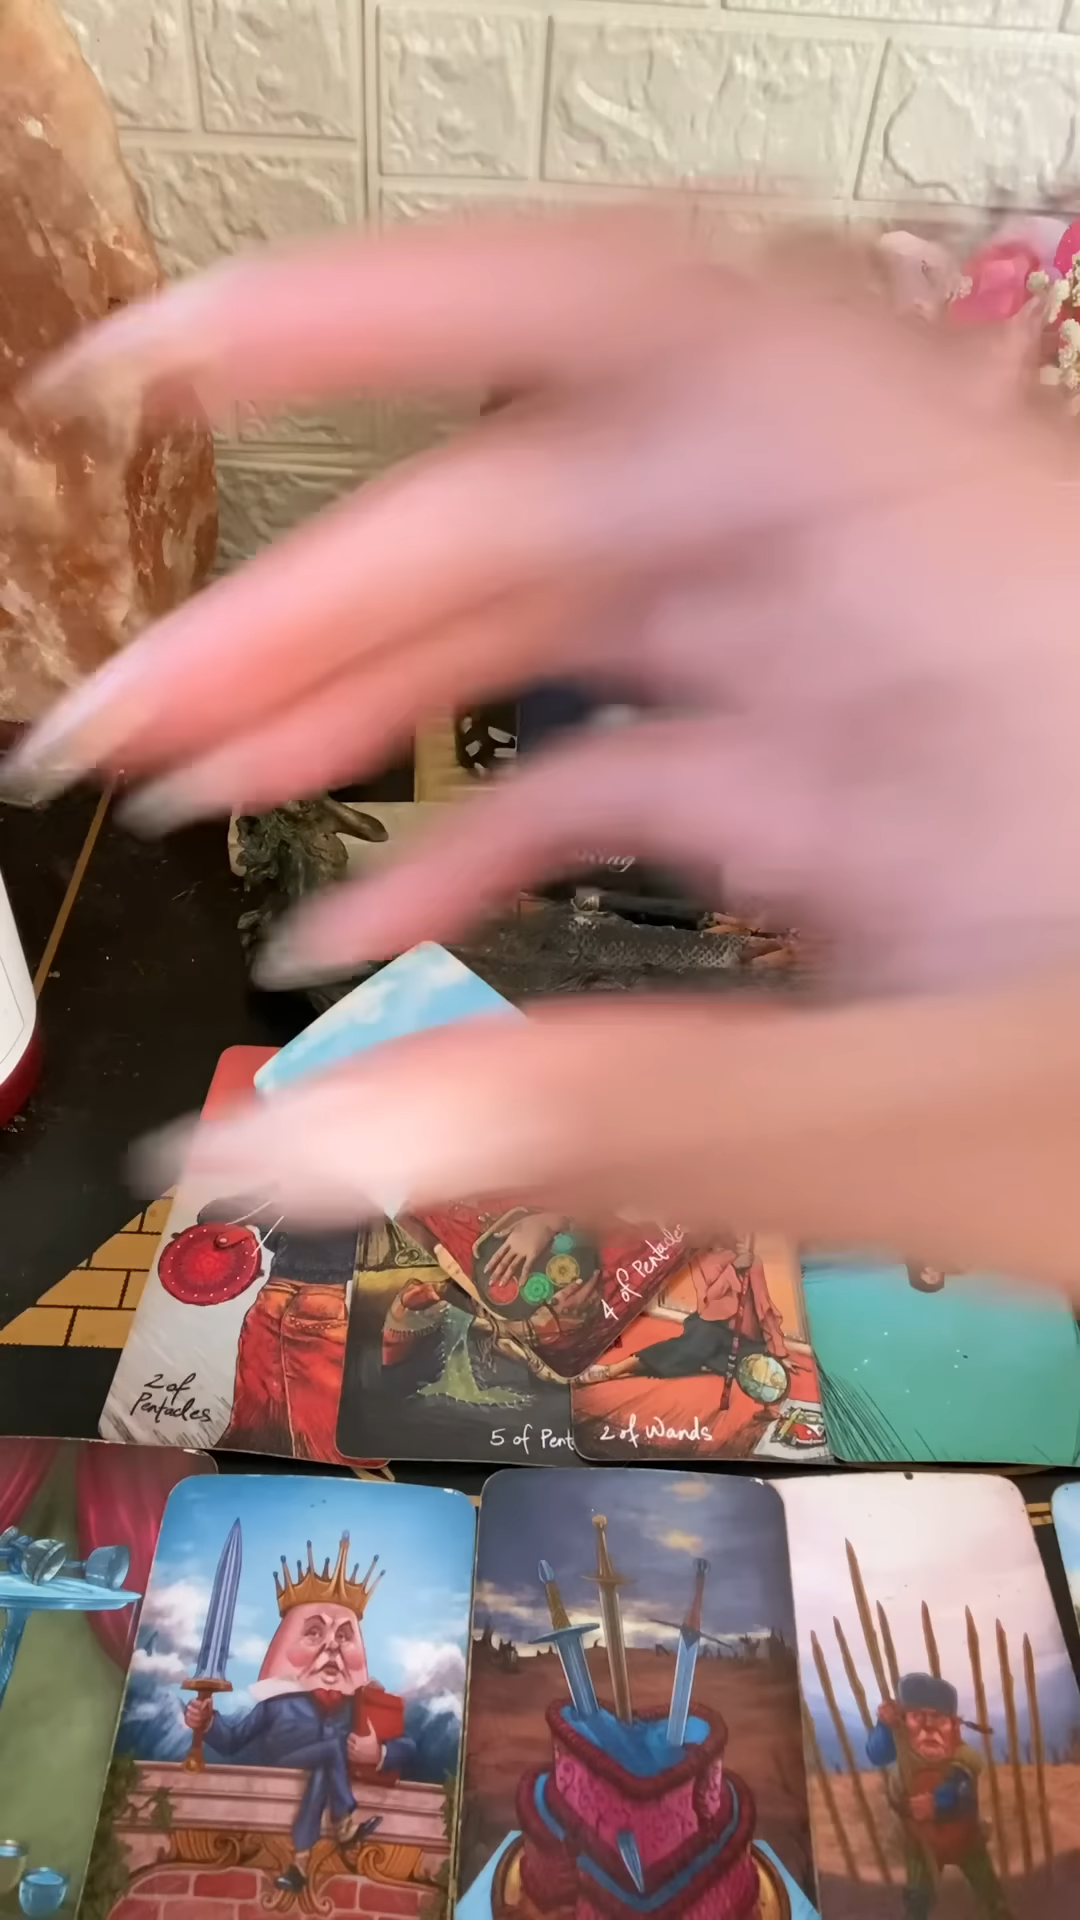 2 of
Pentacles
5 of Pent
4 of Pentacles
2 of Wands